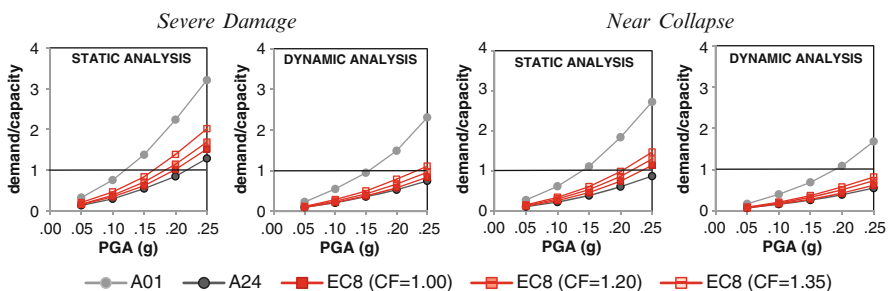 Severe Damage
Near Collapse
demand/capacity
4
3
2
1
0
STATIC ANALYSIS
.00 .05 .10 .15 .20 .25
PGA (g)
demand/capacity
4
3
2
1
0
DYNAMIC ANALYSIS
.00 .05 .10 .15 .20 .25
PGA (g)
demand/capacity
4
3
2
1
0
STATIC ANALYSIS
.00 .05 .10 .15 .20 .25
PGA (g)
demand/capacity
4
3
2
1
0
DYNAMIC ANALYSIS
.00 .05 .10 .15 .20 .25
PGA (g)
A01 A24 EC8 (CF=1.00) EC8 (CF=1.20) EC8 (CF=1.35)